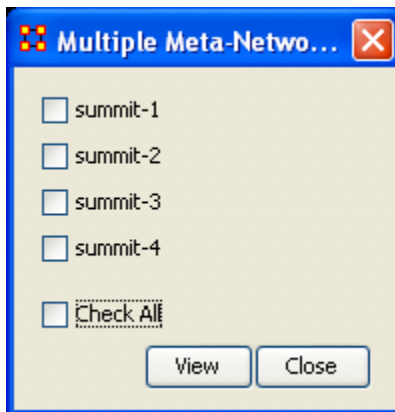 Multiple Meta-Netwo...
summit-1
summit-2
summit-3
summit-4
Check All
View Close